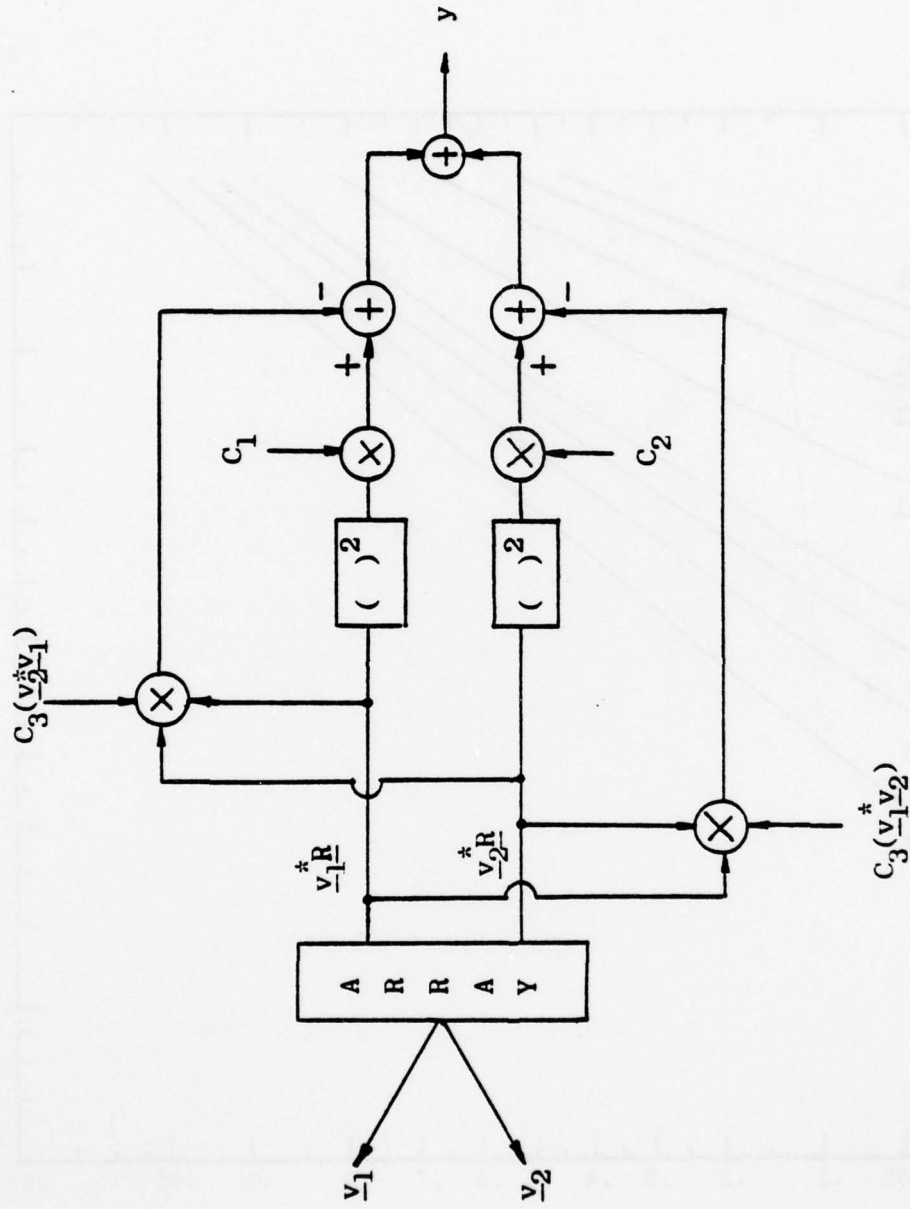 C₃(v₂*v₁)
C₁
-
+
+
+
y
( )²
×
×
v₁*R
A R R A Y
v₁
v₂
v₂*R
( )²
×
+
+
-
C₂
×
C₃(v₁*v₂)